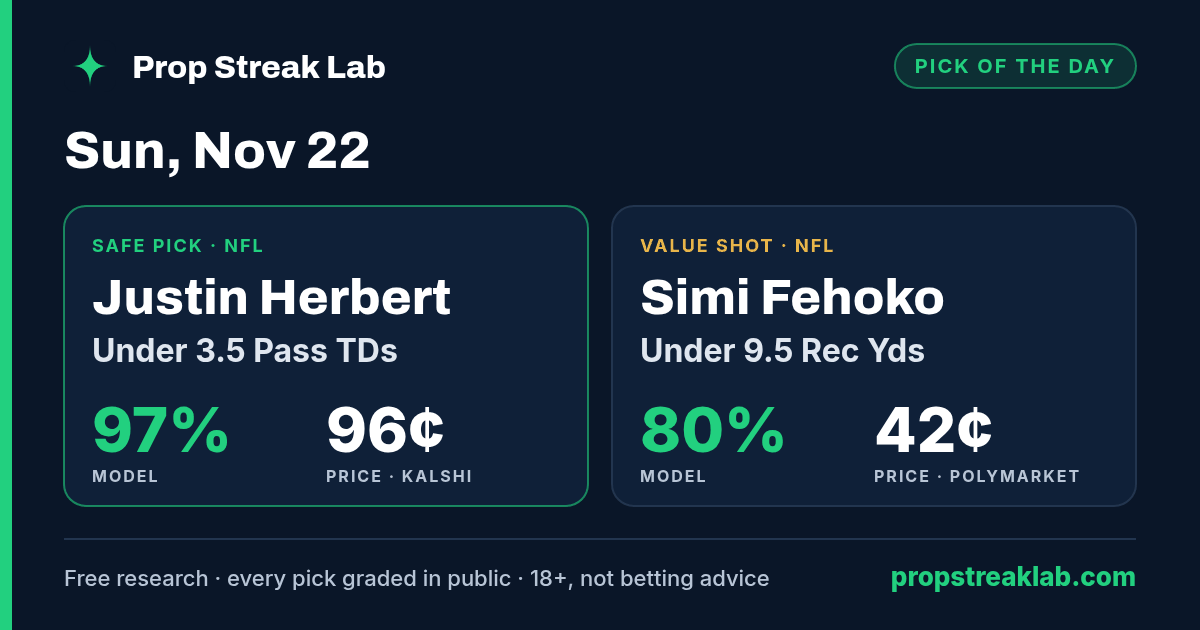 Prop Streak Lab
PICK OF THE DAY
Sun, Nov 22
SAFE PICK · NFL
Justin Herbert
Under 3.5 Pass TDs
97%
MODEL
96¢
PRICE · KALSHI
VALUE SHOT · NFL
Simi Fehoko
Under 9.5 Rec Yds
80%
MODEL
42¢
PRICE · POLYMARKET
Free research · every pick graded in public · 18+, not betting advice
propstreaklab.com